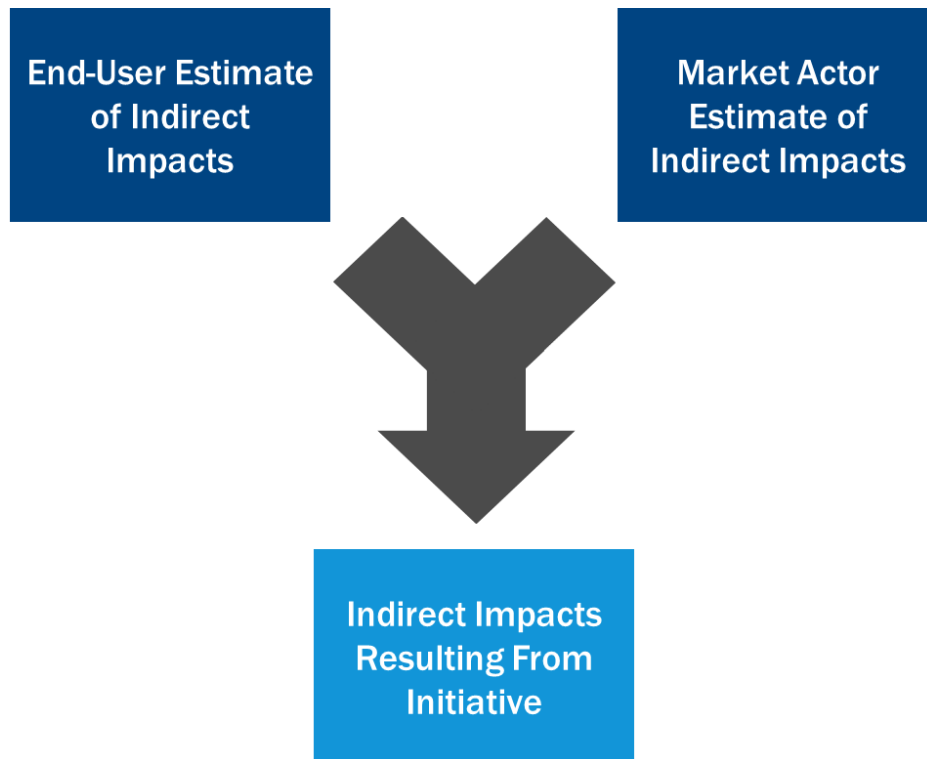 End-User Estimate
of Indirect
Impacts
Market Actor
Estimate of
Indirect Impacts
Indirect Impacts
Resulting From
Initiative